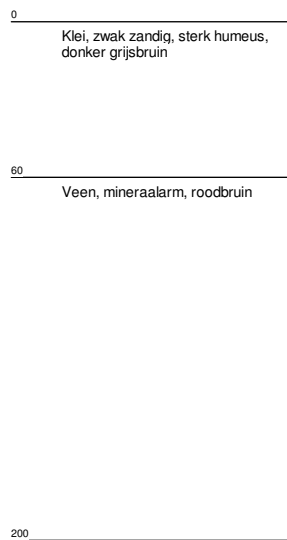 0
Klei, zwak zandig, sterk humeus,
donker grijsbruin
60
Veen, mineraalarm, roodbruin
200